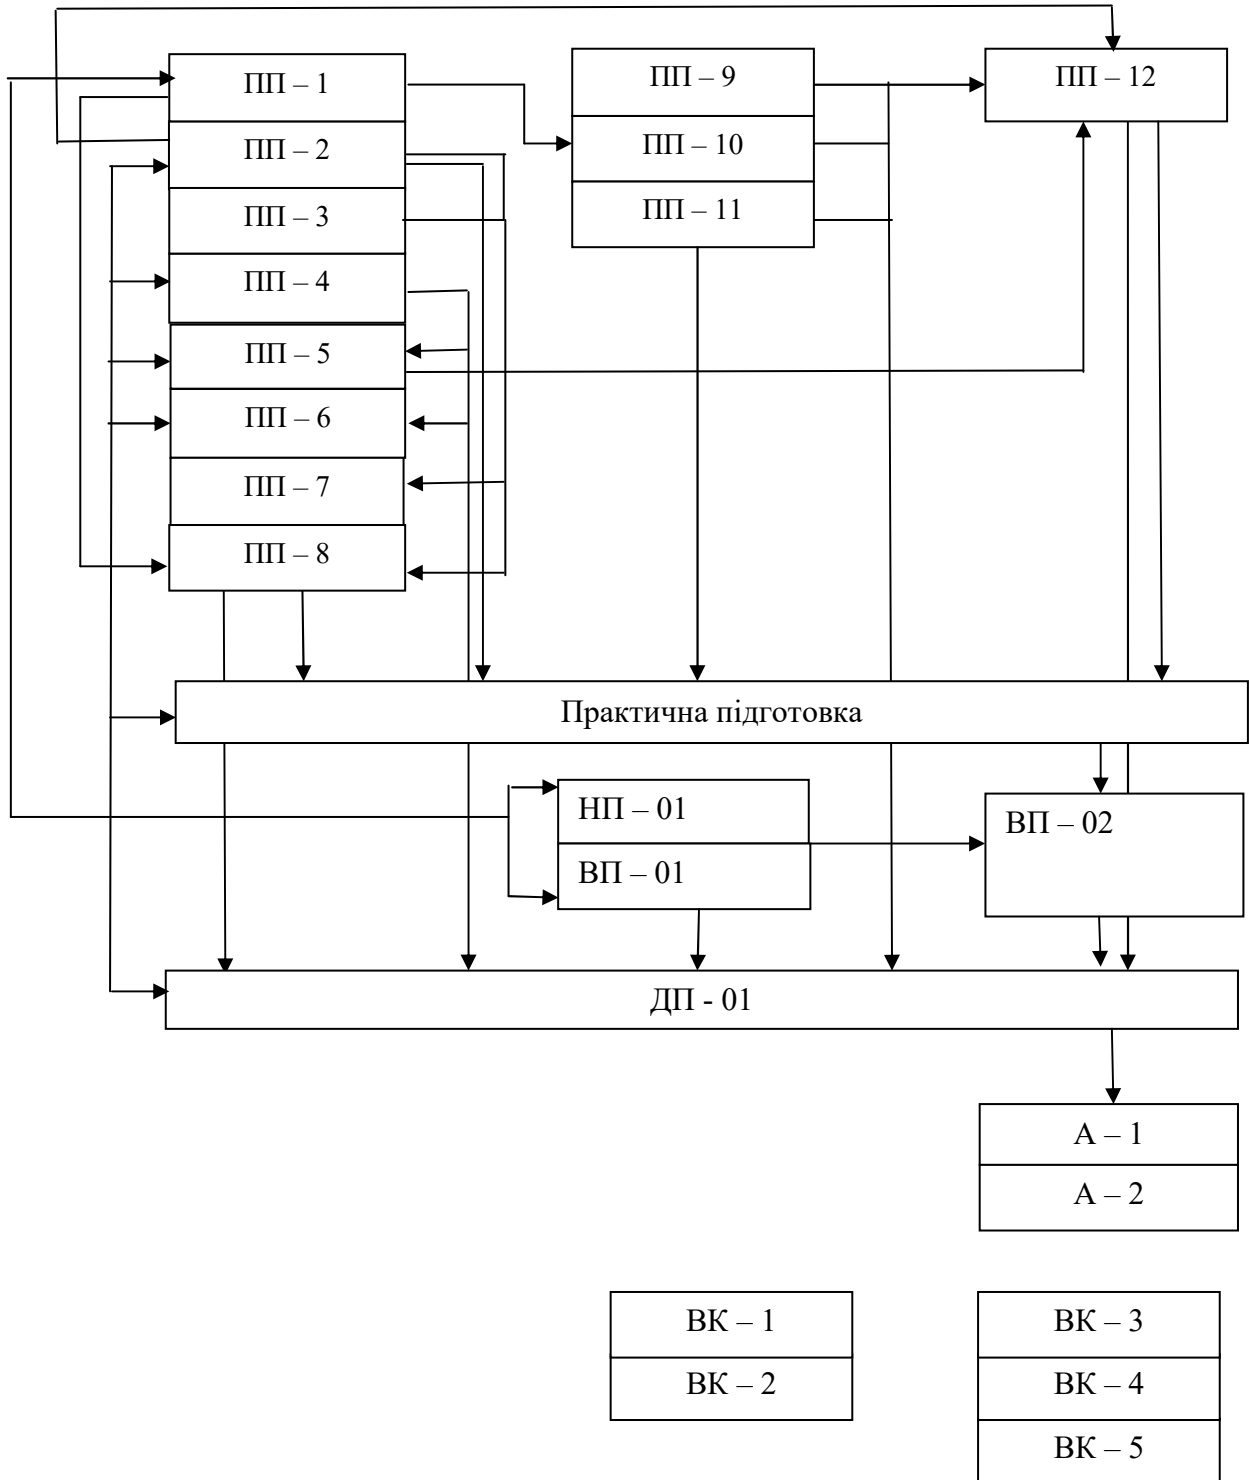 ПП – 1
ПП – 2
ПП – 3
ПП – 4
ПП – 5
ПП – 6
ПП – 7
ПП – 8
ПП – 9
ПП – 10
ПП – 11
ПП – 12
Практична підготовка
НП – 01
ВП – 01
ВП – 02
ДП - 01
А – 1
А – 2
ВК – 1
ВК – 2
ВК – 3
ВК – 4
ВК – 5